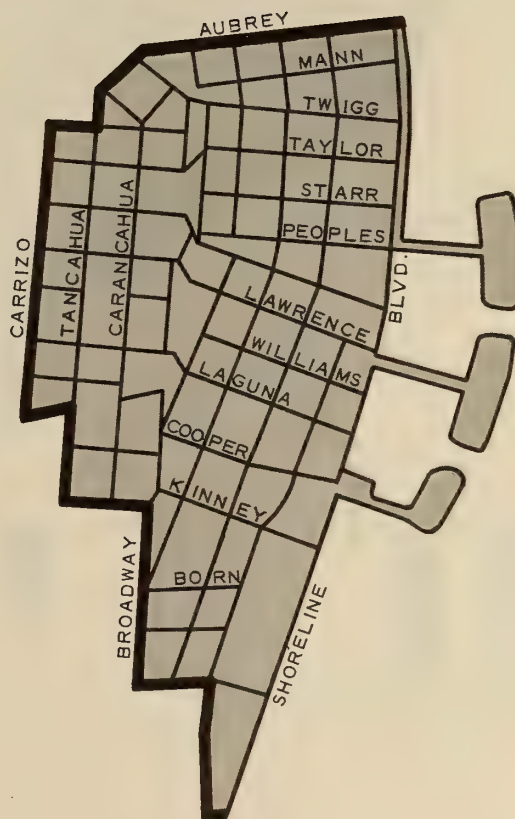 AUBREY
MANN
TWIGG
TAYLOR
STARR
PEOPLES
CARRIZO
TANCAHUA
CARANCAHUA
BLVD.
LAWRENCE
WILLIAMS
LAGUNA
COOPER
KINNEY
BROADWAY
BORN
SHORELINE